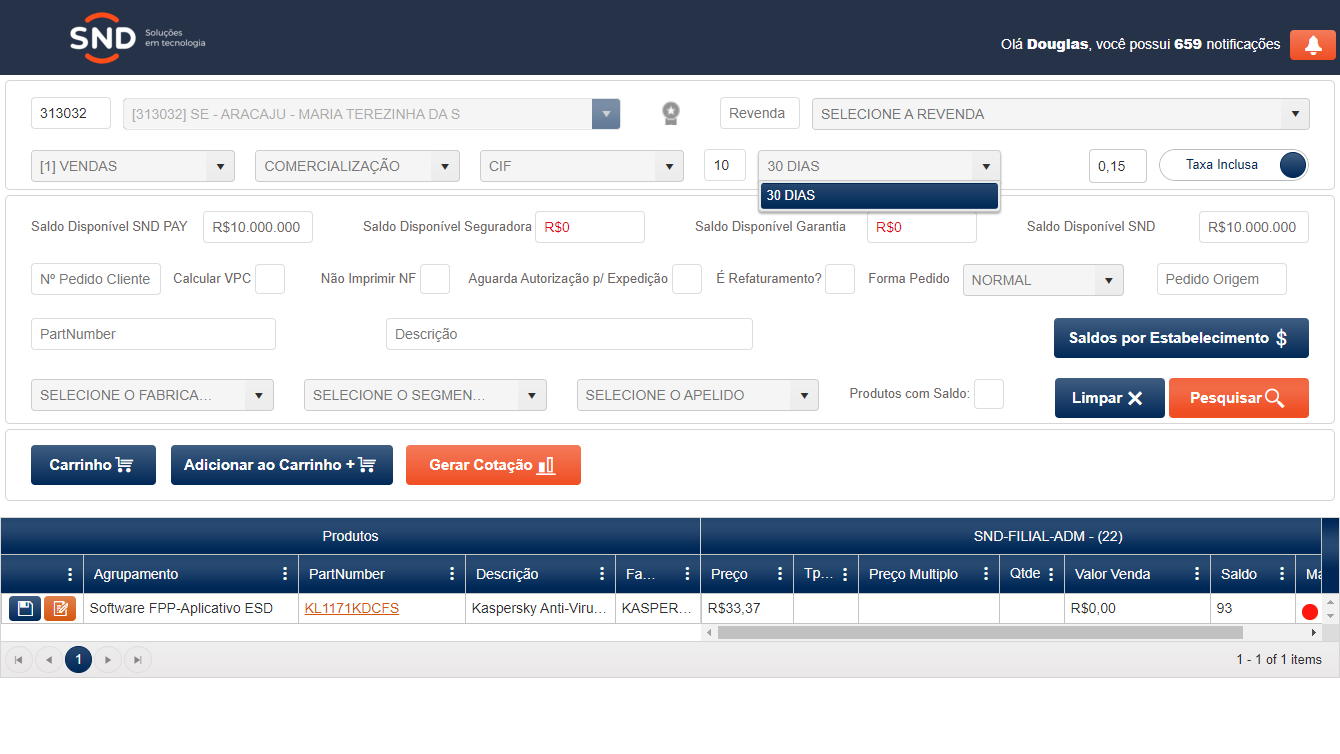 SND Soluções
em tecnologia
Olá Douglas, você possui 659 notificações
313032 [313032] SE - ARACAJU - MARIA TEREZINHA DA S Revenda SELECIONE A REVENDA
[1] VENDAS COMERCIALIZAÇÃO CIF 10 30 DIAS 0,15 Taxa Inclusa
30 DIAS
Saldo Disponível SND PAY R$10.000.000 Saldo Disponível Seguradora R$0 Saldo Disponível Garantia R$0 Saldo Disponível SND R$10.000.000
Nº Pedido Cliente Calcular VPC Não Imprimir NF Aguarda Autorização p/ Expedição É Refaturamento? Forma Pedido NORMAL Pedido Origem
PartNumber Descrição Saldos por Estabelecimento $
SELECIONE O FABRICA... SELECIONE O SEGMEN... SELECIONE O APELIDO Produtos com Saldo: Limpar Pesquisar
Carrinho Adicionar ao Carrinho + Gerar Cotação
Produtos SND-FILIAL-ADM - (22)
Agrupamento PartNumber Descrição Fa... Preço Tp... Preço Multiplo Qtde Valor Venda Saldo Ma
Software FPP-Aplicativo ESD KL1171KDCFS Kaspersky Anti-Viru... KASPER... R$33,37 R$0,00 93
1 1 - 1 of 1 items